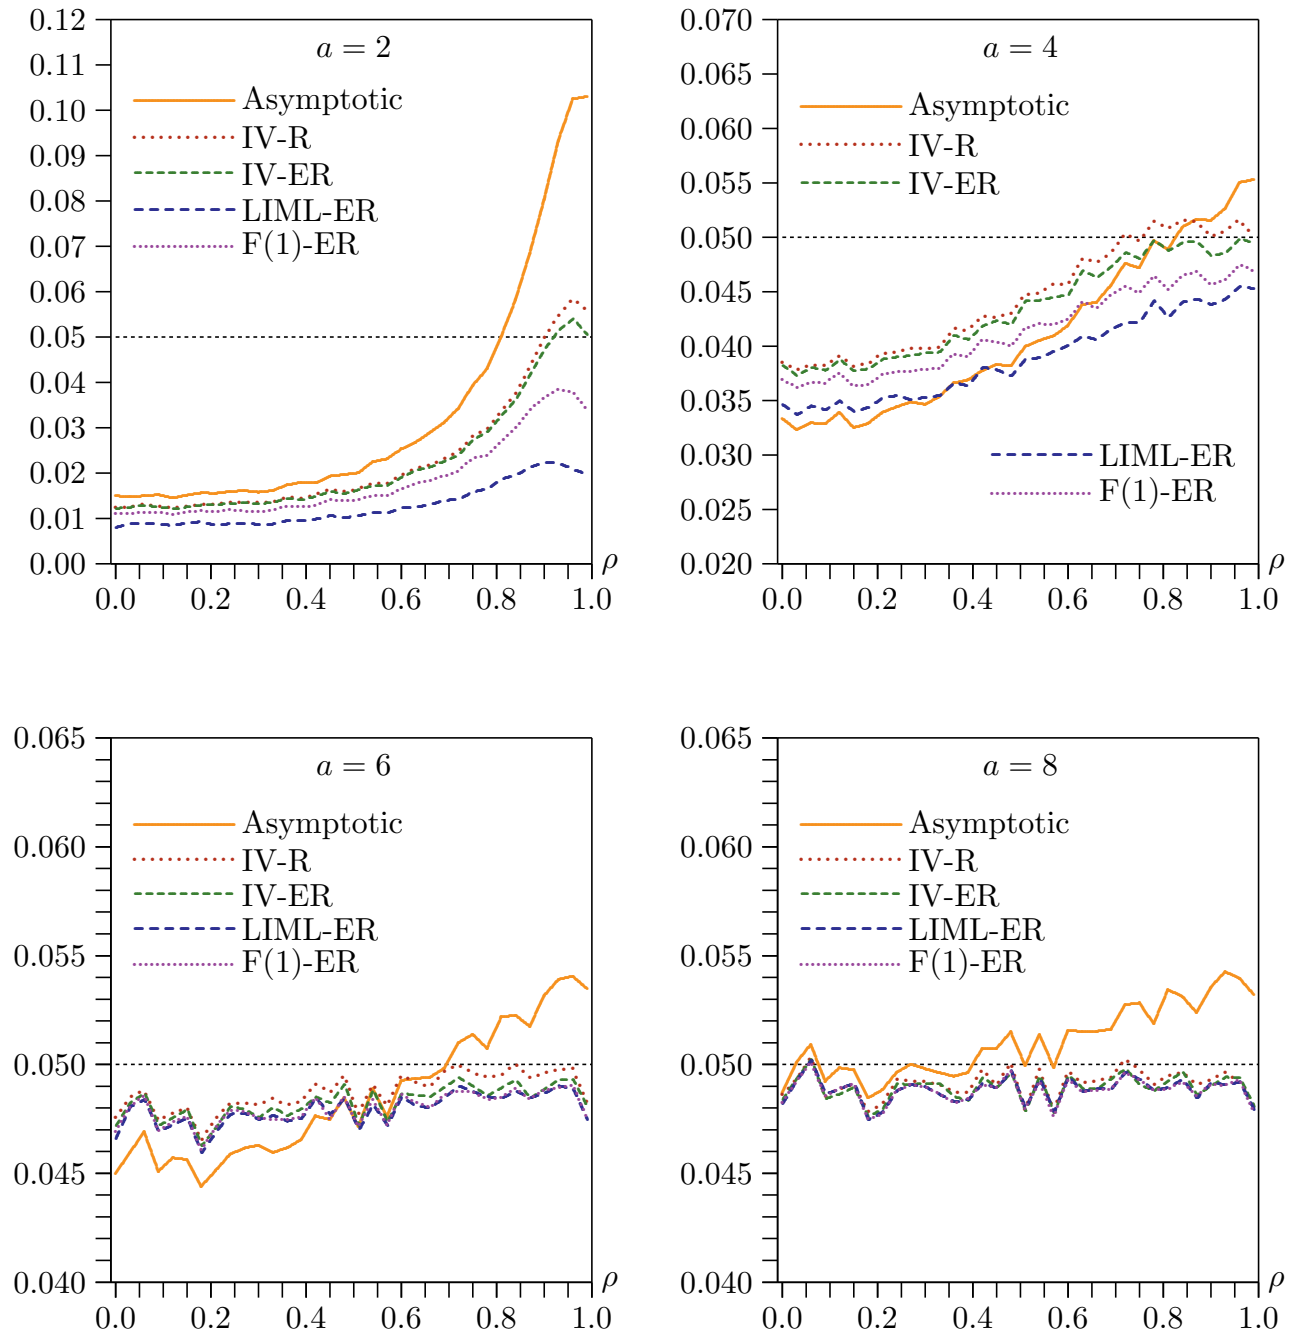 a = 2
0.12
0.11
0.10
0.09
0.08
0.07
0.06
0.05
0.04
0.03
0.02
0.01
0.00
Asymptotic
IV-R
IV-ER
LIML-ER
F(1)-ER
0.0 0.2 0.4 0.6 0.8 1.0
ρ
a = 4
0.070
0.065
0.060
0.055
0.050
0.045
0.040
0.035
0.030
0.025
0.020
Asymptotic
IV-R
IV-ER
LIML-ER
F(1)-ER
0.0 0.2 0.4 0.6 0.8 1.0
ρ
a = 6
0.065
0.060
0.055
0.050
0.045
0.040
Asymptotic
IV-R
IV-ER
LIML-ER
F(1)-ER
0.0 0.2 0.4 0.6 0.8 1.0
ρ
a = 8
0.065
0.060
0.055
0.050
0.045
0.040
Asymptotic
IV-R
IV-ER
LIML-ER
F(1)-ER
0.0 0.2 0.4 0.6 0.8 1.0
ρ